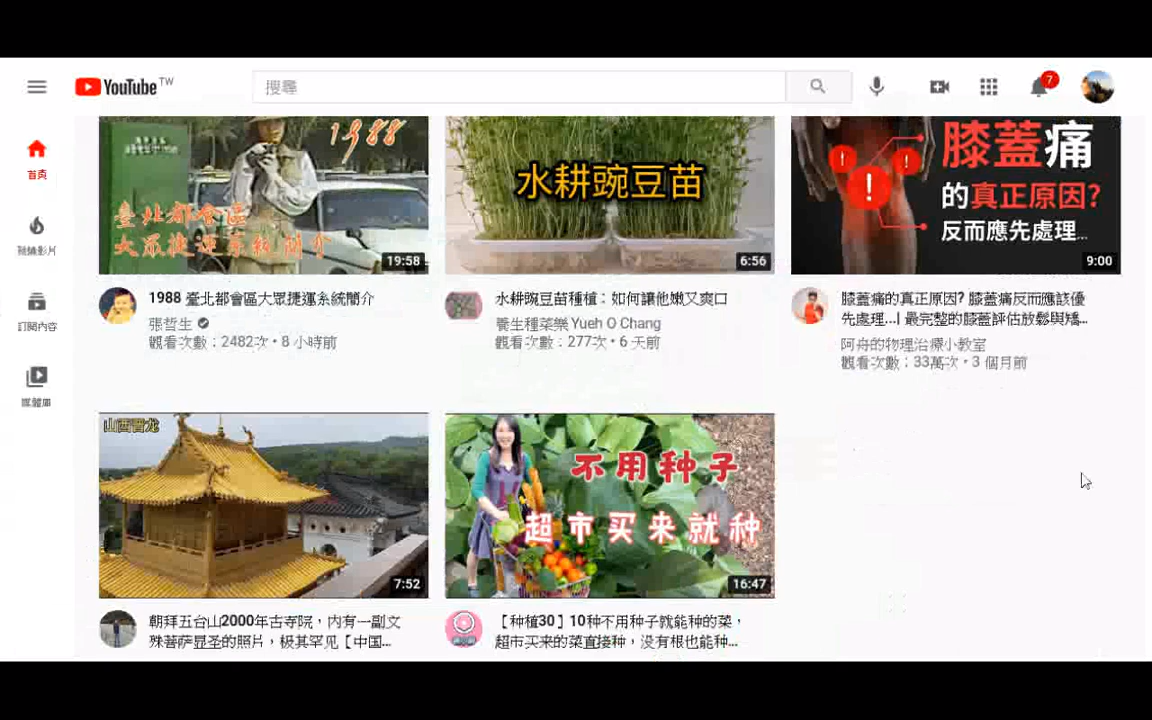 YouTube TW
搜尋
7
首頁
發燒影片
訂閱內容
媒體庫
1988
臺北都會區
大眾捷運系統簡介
19:58
水耕豌豆苗
6:56
膝蓋痛
的真正原因?
反而應先處理...
9:00
1988 臺北都會區大眾捷運系統簡介
張哲生
觀看次數：2482次・8 小時前
水耕豌豆苗種植：如何讓他嫩又爽口
養生種菜樂 Yueh O Chang
觀看次數：277次・6 天前
膝蓋痛的真正原因? 膝蓋痛反而應該優
先處理...| 最完整的膝蓋評估放鬆與矯...
阿舟的物理治療小教室
觀看次數：33萬次・3 個月前
山西晋龙
7:52
不用种子
超市买来就种
16:47
朝拜五台山2000年古寺院，内有一副文
殊菩萨显圣的照片，极其罕见【中国...
【种植30】10种不用种子就能种的菜，
超市买来的菜直接种，没有根也能种...